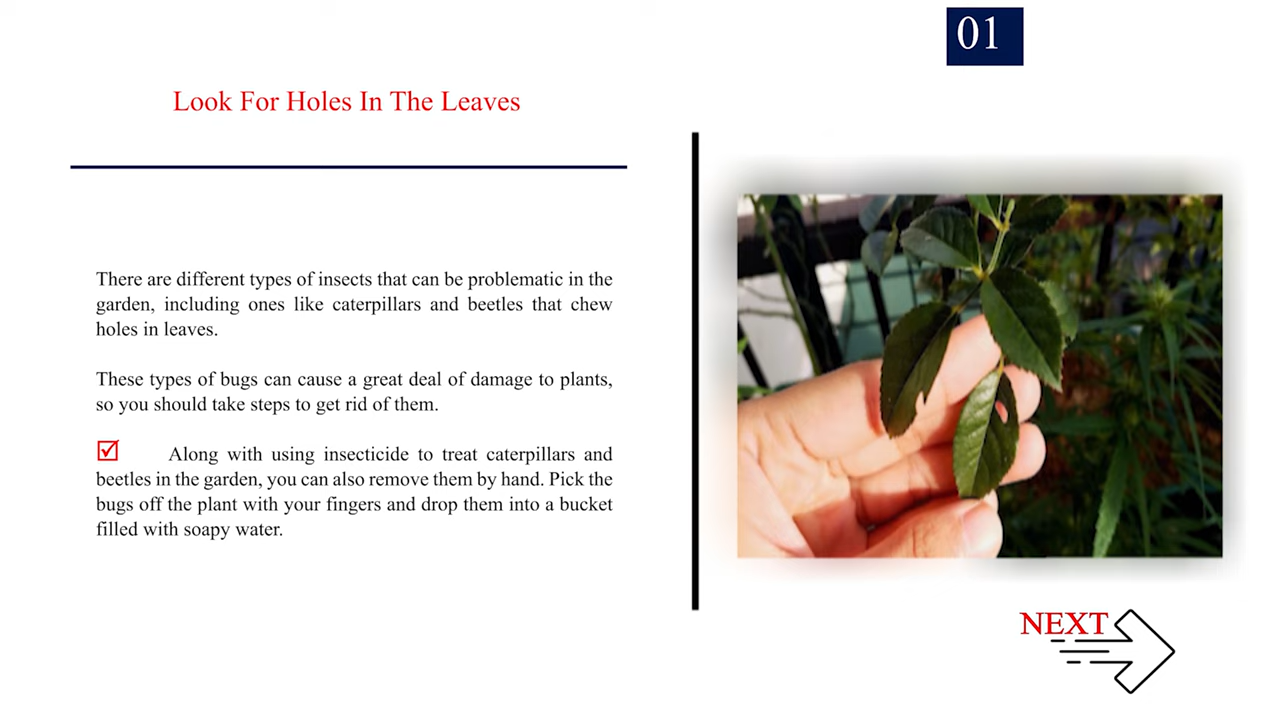 01
Look For Holes In The Leaves
There are different types of insects that can be problematic in the
garden, including ones like caterpillars and beetles that chew
holes in leaves.
These types of bugs can cause a great deal of damage to plants,
so you should take steps to get rid of them.
Along with using insecticide to treat caterpillars and
beetles in the garden, you can also remove them by hand. Pick the
bugs off the plant with your fingers and drop them into a bucket
filled with soapy water.
NEXT